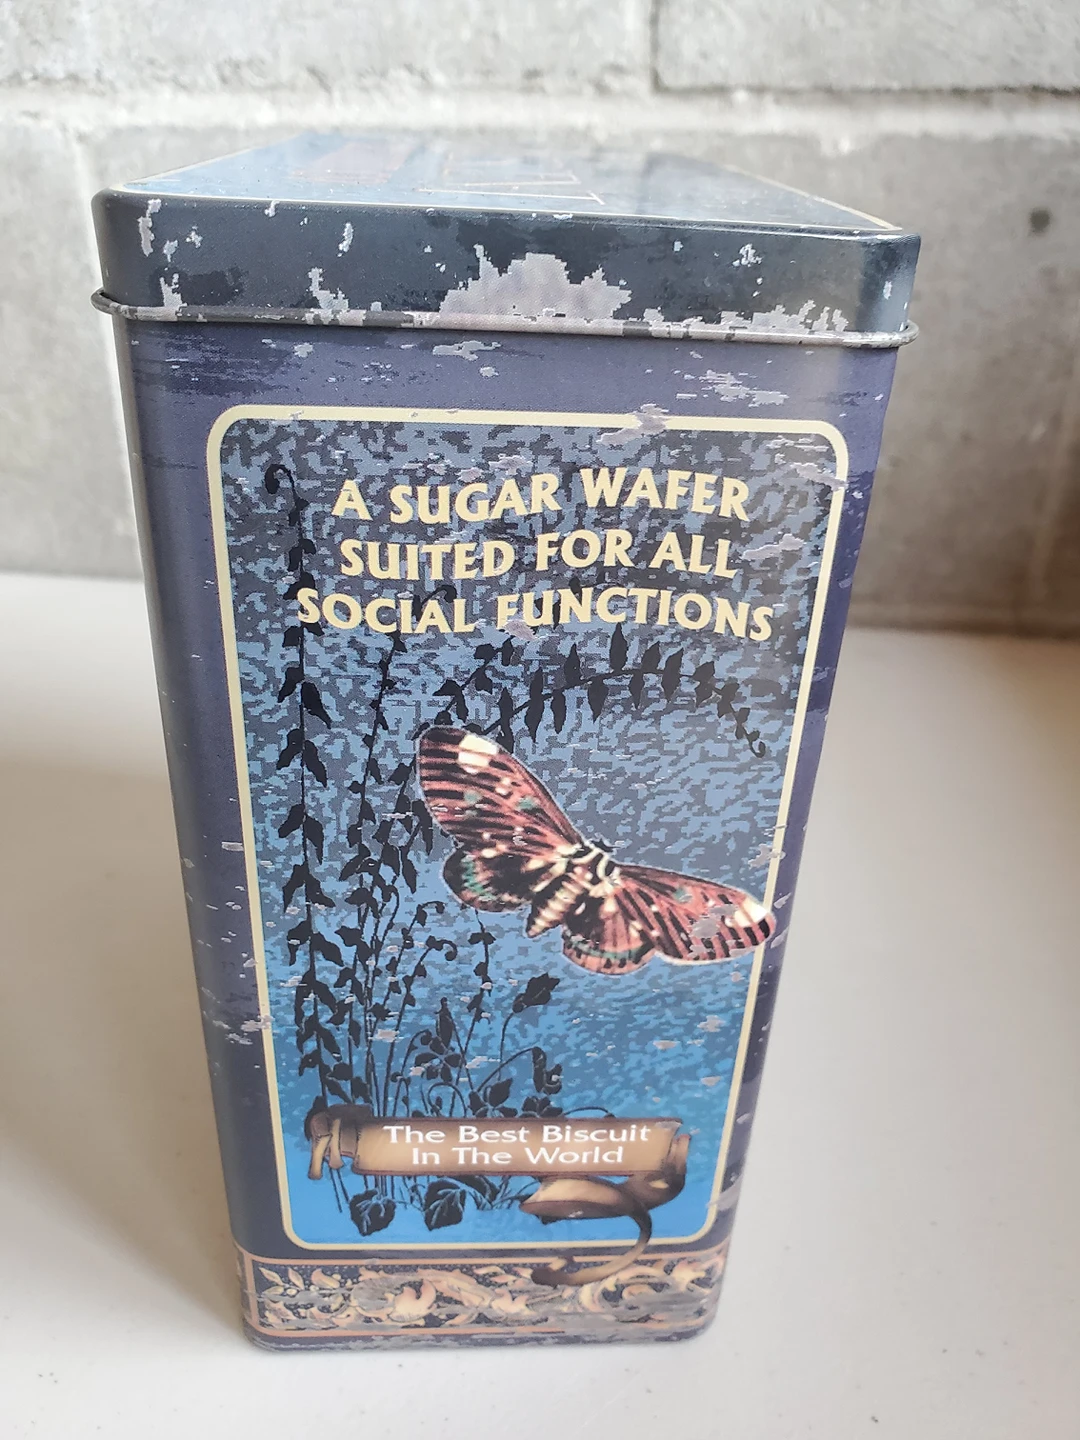 A SUGAR WAFER
SUITED FOR ALL
SOCIAL FUNCTIONS
The Best Biscuit
In The World